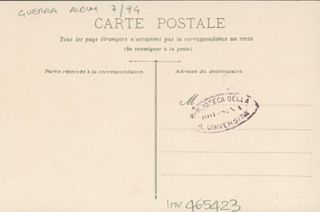 GUERRA ALBUM 7/94
CARTE POSTALE
Tous les pays étrangers n'acceptent pas la correspondance au recto
(Se renseigner à la poste)
Partie réservée à la correspondance.
Adresse du destinataire.
M
BIBLIOTECA DELLA
R. UNIVERSITÀ
INV 465423